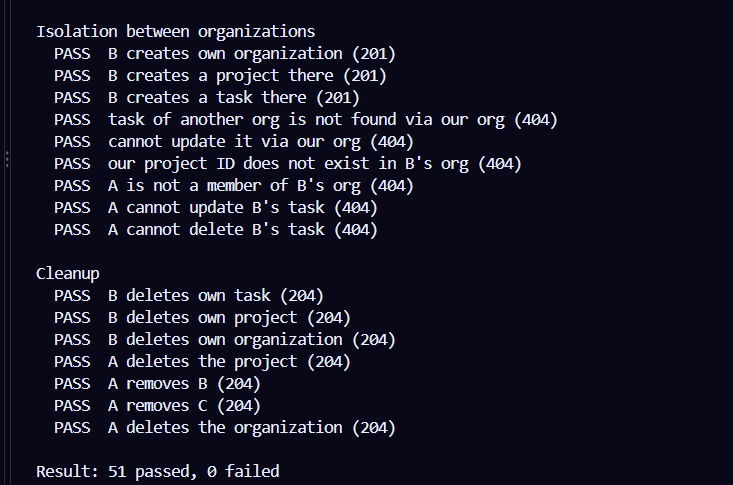 Isolation between organizations
PASS B creates own organization (201)
PASS B creates a project there (201)
PASS B creates a task there (201)
PASS task of another org is not found via our org (404)
PASS cannot update it via our org (404)
PASS our project ID does not exist in B's org (404)
PASS A is not a member of B's org (404)
PASS A cannot update B's task (404)
PASS A cannot delete B's task (404)
Cleanup
PASS B deletes own task (204)
PASS B deletes own project (204)
PASS B deletes own organization (204)
PASS A deletes the project (204)
PASS A removes B (204)
PASS A removes C (204)
PASS A deletes the organization (204)
Result: 51 passed, 0 failed